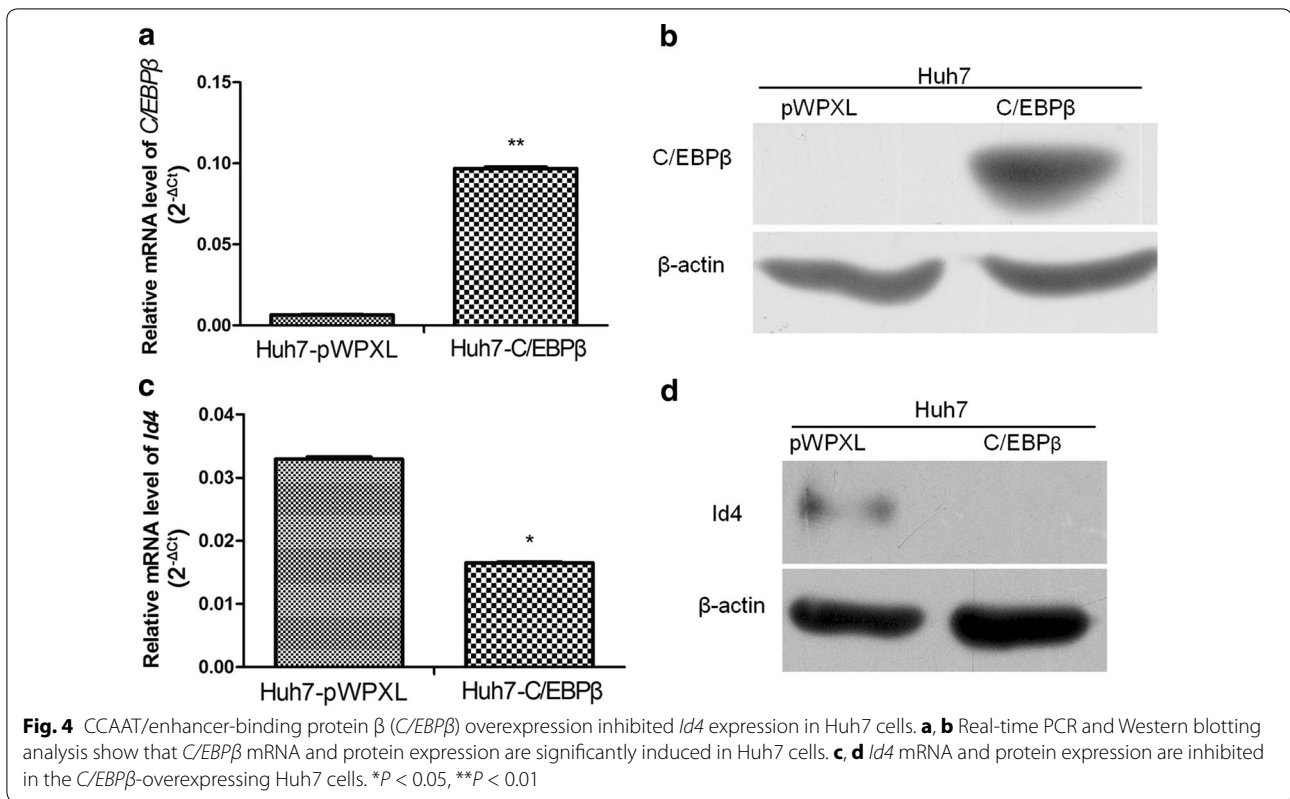 a
Relative mRNA level of C/EBPβ
(2-ΔCt)
0.15
0.10
0.05
0.00
**
Huh7-pWPXL Huh7-C/EBPβ
b
Huh7
pWPXL C/EBPβ
C/EBPβ
β-actin
c
Relative mRNA level of Id4
(2-ΔCt)
0.04
0.03
0.02
0.01
0.00
*
Huh7-pWPXL Huh7-C/EBPβ
d
Huh7
pWPXL C/EBPβ
Id4
β-actin
Fig. 4 CCAAT/enhancer-binding protein β (C/EBPβ) overexpression inhibited Id4 expression in Huh7 cells. a, b Real-time PCR and Western blotting
analysis show that C/EBPβ mRNA and protein expression are significantly induced in Huh7 cells. c, d Id4 mRNA and protein expression are inhibited
in the C/EBPβ-overexpressing Huh7 cells. *P < 0.05, **P < 0.01